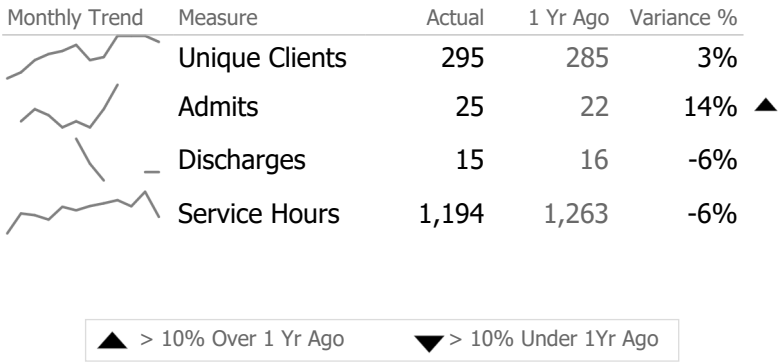 Monthly Trend Measure Actual 1 Yr Ago Variance %
Unique Clients 295 285 3%
Admits 25 22 14% ▲
Discharges 15 16 -6%
Service Hours 1,194 1,263 -6%
▲ > 10% Over 1 Yr Ago ▼ > 10% Under 1Yr Ago